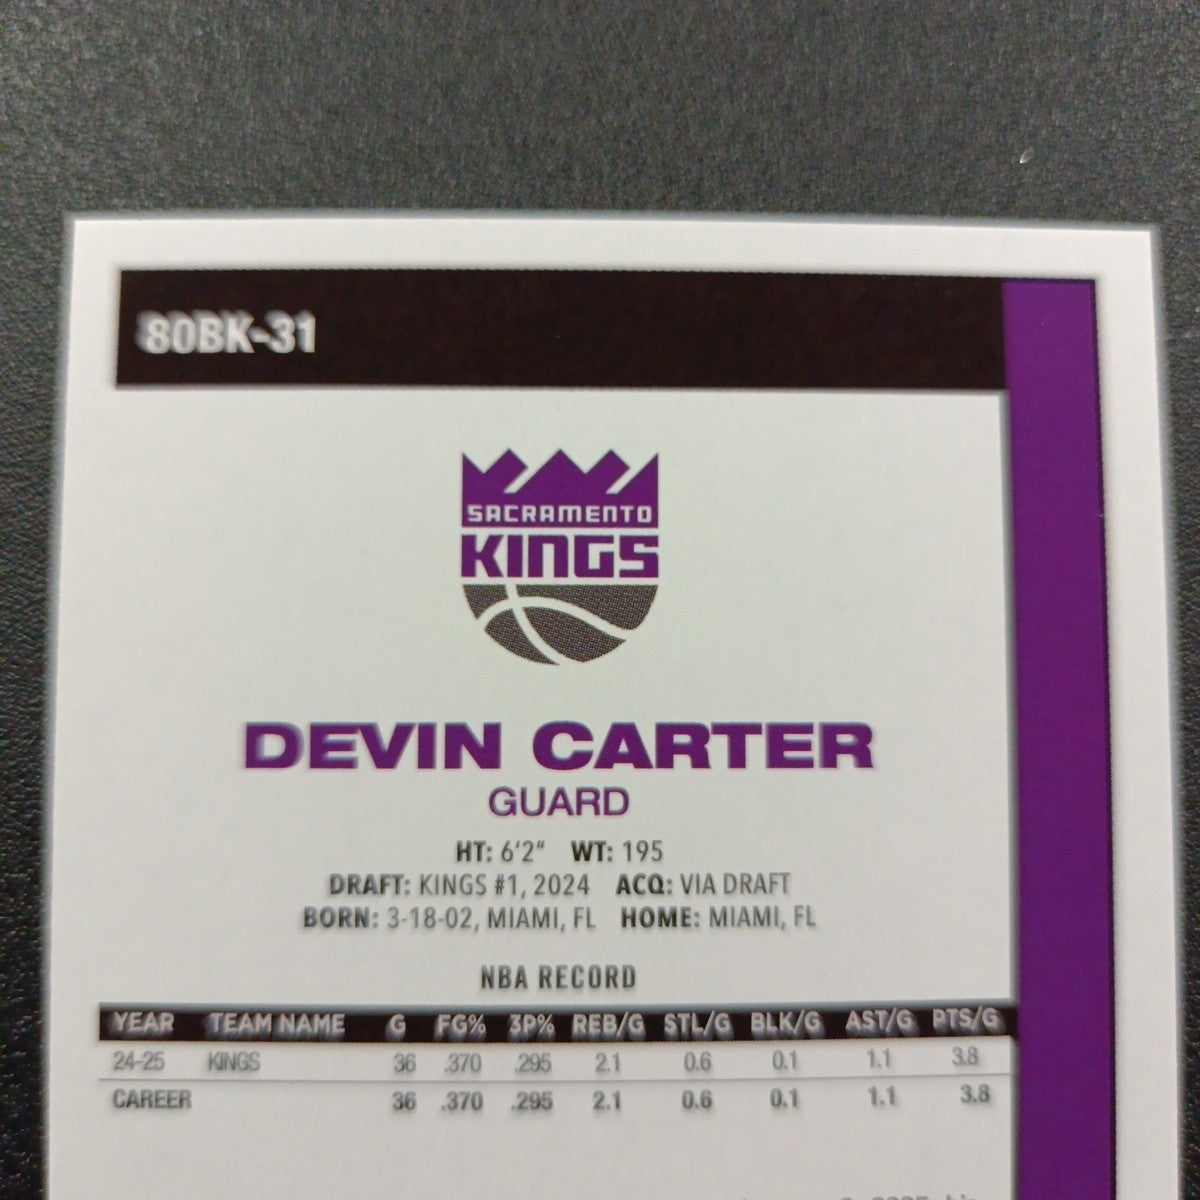 80BK-31
SACRAMENTO
KINGS
DEVIN CARTER
GUARD
HT: 6'2" WT: 195
DRAFT: KINGS #1, 2024 ACQ: VIA DRAFT
BORN: 3-18-02, MIAMI, FL HOME: MIAMI, FL
NBA RECORD
YEAR TEAM NAME G FG% 3P% REB/G STL/G BLK/G AST/G PTS/G
24-25 KINGS 36 .370 .295 2.1 0.6 0.1 1.1 3.8
CAREER 36 .370 .295 2.1 0.6 0.1 1.1 3.8